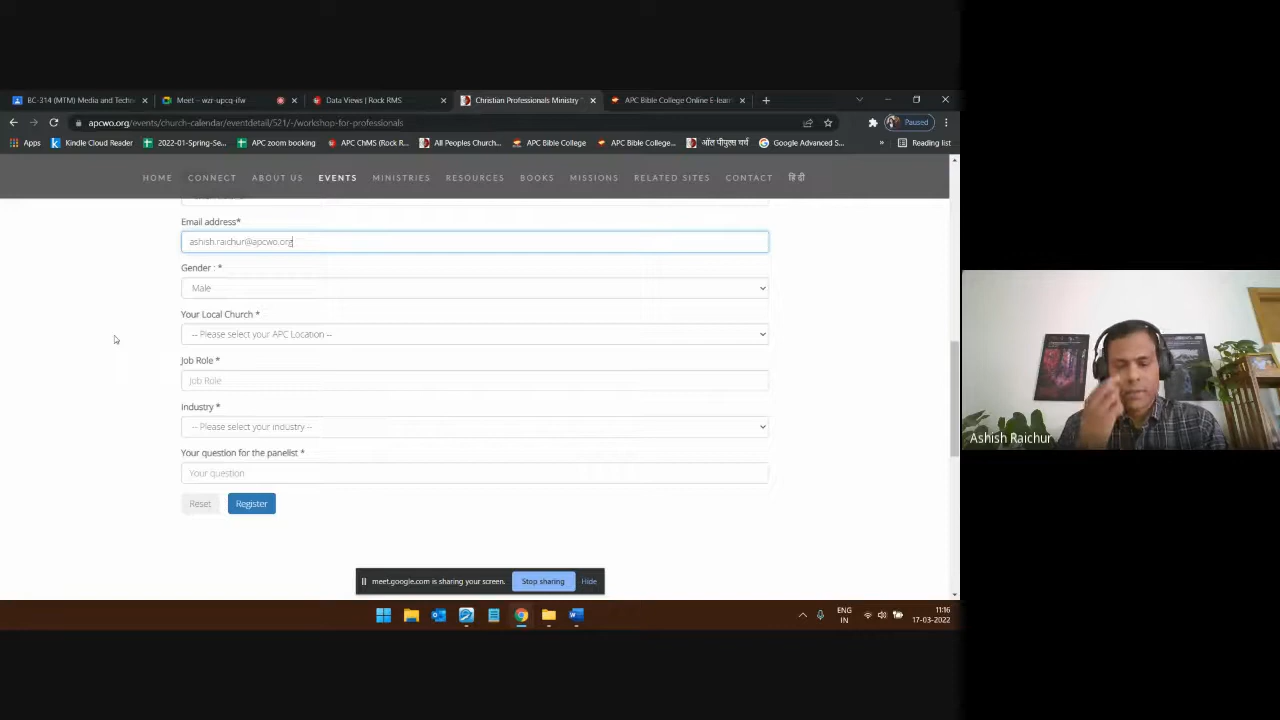 BC-314 (MTM) Media and Techn
Meet – wzr-upcq-ifw
Data Views | Rock RMS
Christian Professionals Ministry
APC Bible College Online E-lear
apcwo.org/events/church-calendar/eventdetail/521/-/workshop-for-professionals
Paused
Apps
Kindle Cloud Reader
2022-01-Spring-Se...
APC zoom booking
APC ChMS (Rock R...
All Peoples Church...
APC Bible College
APC Bible College...
ऑल पीपुल्स चर्च
Google Advanced S...
»
Reading list
HOME CONNECT ABOUT US EVENTS MINISTRIES RESOURCES BOOKS MISSIONS RELATED SITES CONTACT हिंदी
Email address*
ashish.raichur@apcwo.org
Gender : *
Male
Your Local Church *
-- Please select your APC Location --
Job Role *
Job Role
Industry *
-- Please select your industry --
Your question for the panelist *
Your question
Reset Register
meet.google.com is sharing your screen. Stop sharing Hide
ENG
IN
11:16
17-03-2022
Ashish Raichur